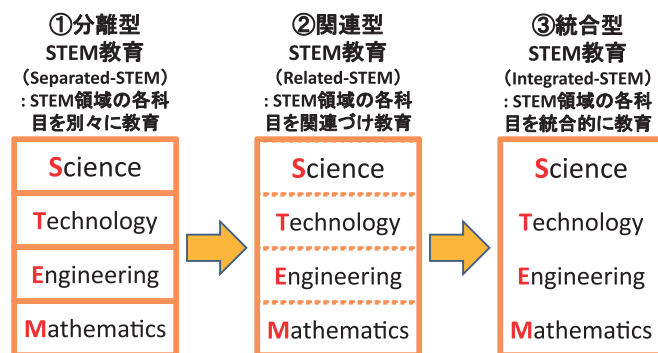 ①分離型
STEM教育
（Separated-STEM）
：STEM領域の各科
目を別々に教育
Science
Technology
Engineering
Mathematics
②関連型
STEM教育
（Related-STEM）
：STEM領域の各科
目を関連づけ教育
Science
Technology
Engineering
Mathematics
③統合型
STEM教育
（Integrated-STEM）
：STEM領域の各科
目を統合的に教育
Science
Technology
Engineering
Mathematics